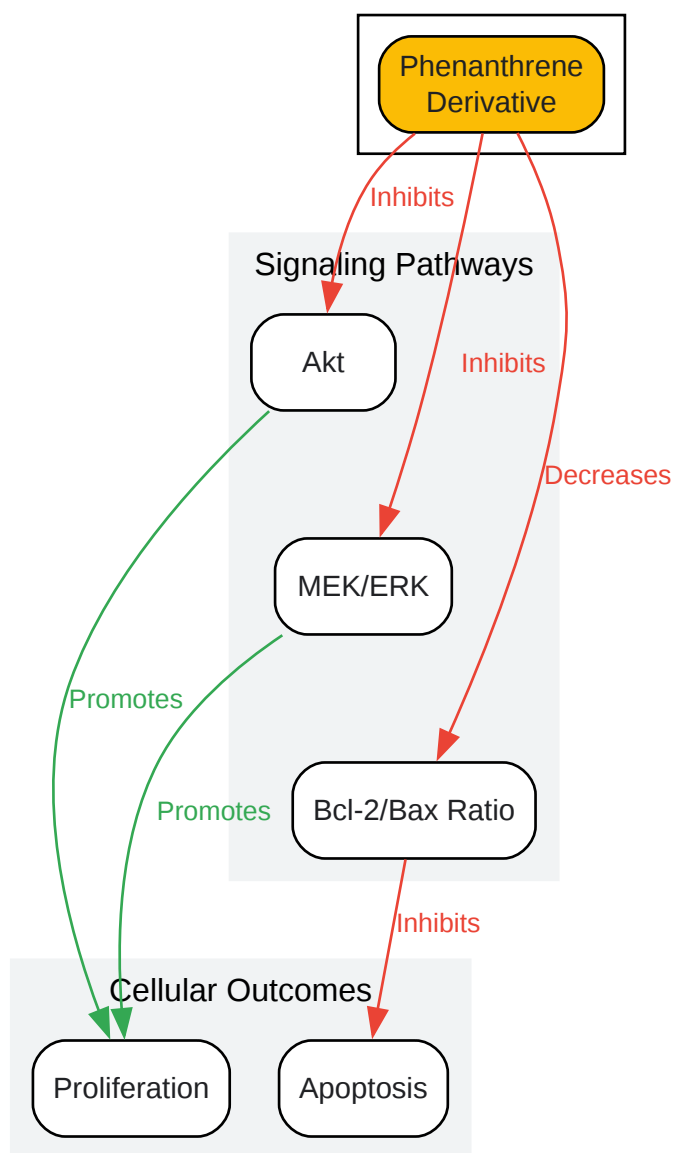 Phenanthrene
Derivative
Inhibits
Signaling Pathways
Akt
Inhibits
Decreases
MEK/ERK
Promotes
Promotes
Bcl-2/Bax Ratio
Inhibits
Cellular Outcomes
Proliferation
Apoptosis